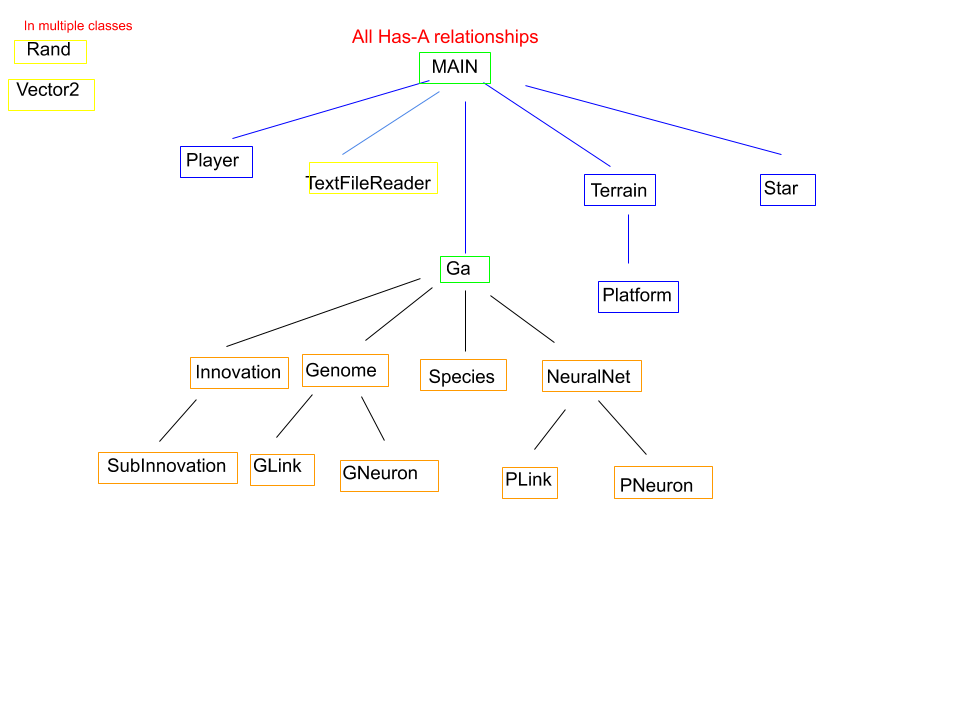 In multiple classes
Rand
Vector2
All Has-A relationships
MAIN
Player
TextFileReader
Terrain
Star
Ga
Platform
Innovation
Genome
Species
NeuralNet
SubInnovation
GLink
GNeuron
PLink
PNeuron